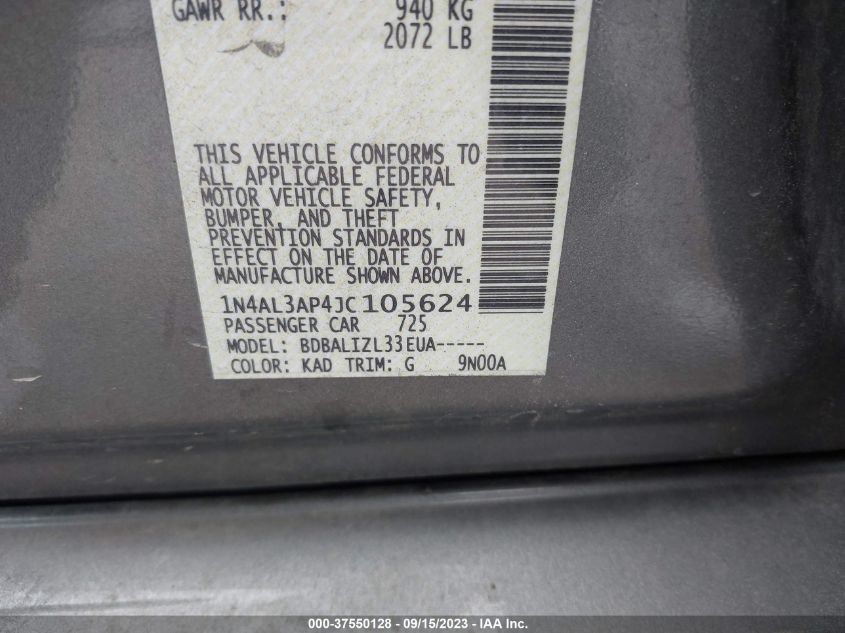 GAWR RR.: 940 KG
2072 LB
THIS VEHICLE CONFORMS TO
ALL APPLICABLE FEDERAL
MOTOR VEHICLE SAFETY,
BUMPER, AND THEFT
PREVENTION STANDARDS IN
EFFECT ON THE DATE OF
MANUFACTURE SHOWN ABOVE.
1N4AL3AP4JC105624
PASSENGER CAR 725
MODEL: BDBALIZL33EUA-----
COLOR: KAD TRIM: G 9N00A
000-37550128 - 09/15/2023 - IAAI.com